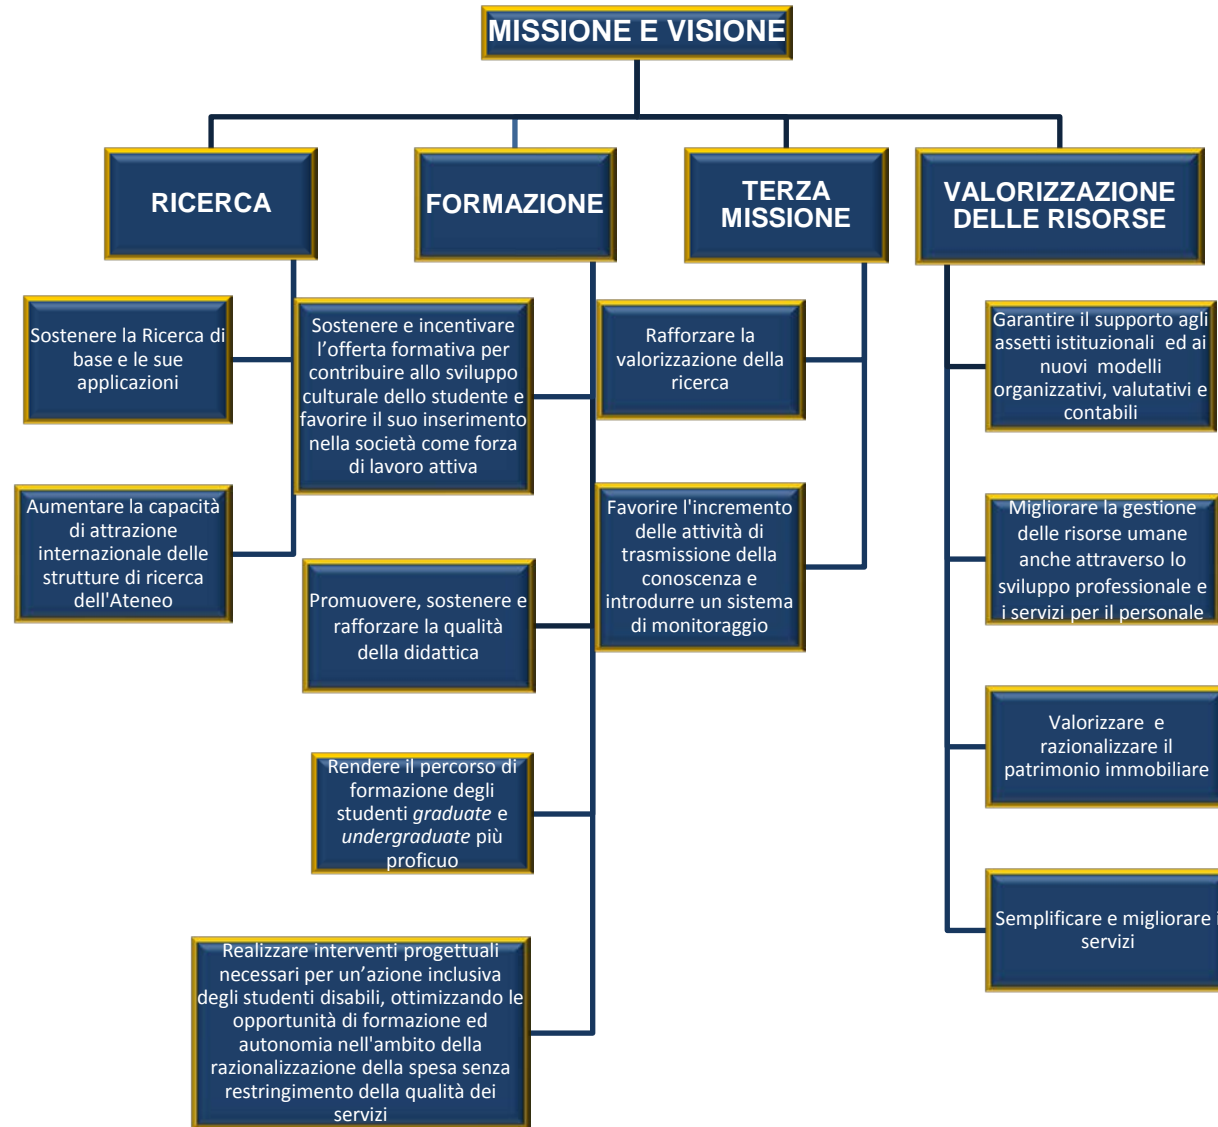 MISSIONE E VISIONE
RICERCA
FORMAZIONE
TERZA
MISSIONE
VALORIZZAZIONE
DELLE RISORSE
Sostenere la Ricerca di
base e le sue
applicazioni
Aumentare la capacità
di attrazione
internazionale delle
strutture di ricerca
dell'Ateneo
Sostenere e incentivare
l’offerta formativa per
contribuire allo sviluppo
culturale dello studente e
favorire il suo inserimento
nella società come forza
di lavoro attiva
Promuovere, sostenere e
rafforzare la qualità
della didattica
Rendere il percorso di
formazione degli
studenti graduate e
undergraduate più
proficuo
Realizzare interventi progettuali
necessari per un’azione inclusiva
degli studenti disabili, ottimizzando le
opportunità di formazione ed
autonomia nell'ambito della
razionalizzazione della spesa senza
restringimento della qualità dei
servizi
Rafforzare la
valorizzazione della
ricerca
Favorire l'incremento
delle attività di
trasmissione della
conoscenza e
introdurre un sistema
di monitoraggio
Garantire il supporto agli
assetti istituzionali ed ai
nuovi modelli
organizzativi, valutativi e
contabili
Migliorare la gestione
delle risorse umane
anche attraverso lo
sviluppo professionale e
i servizi per il personale
Valorizzare e
razionalizzare il
patrimonio immobiliare
Semplificare e migliorare i
servizi